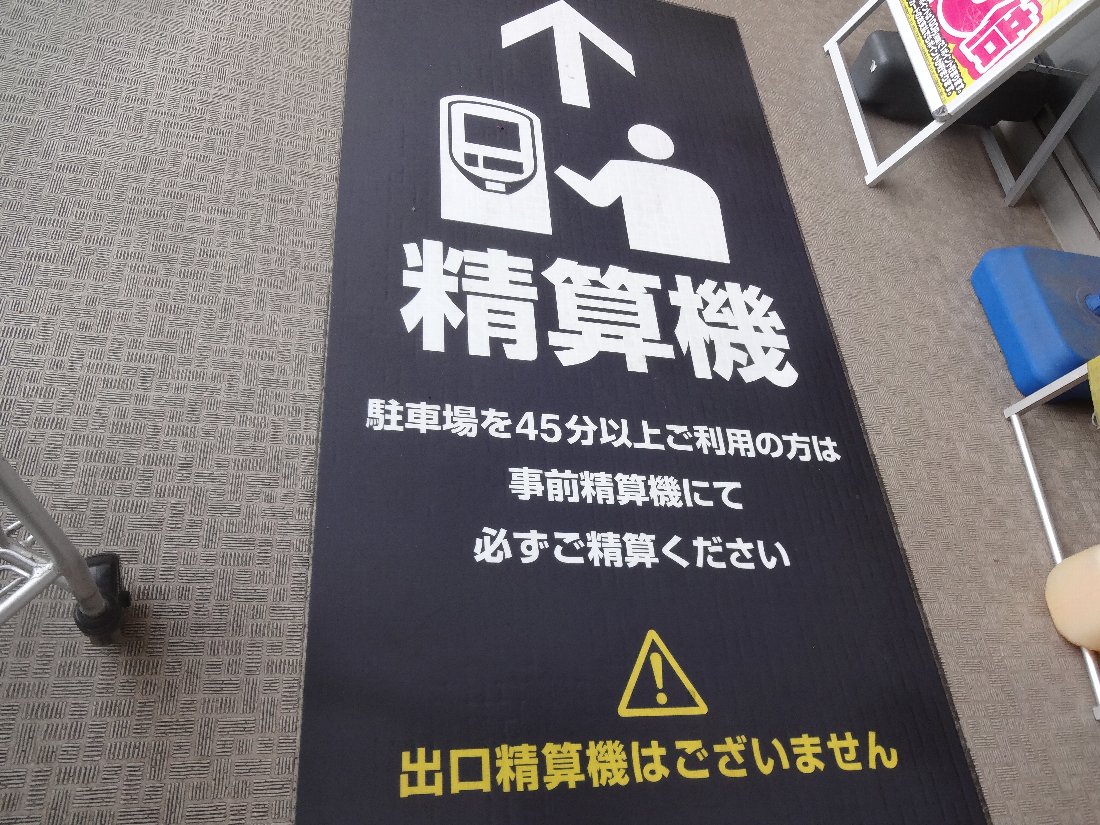 精算機
駐車場を45分以上ご利用の方は
事前精算機にて
必ずご精算ください
出口精算機はございません
倍